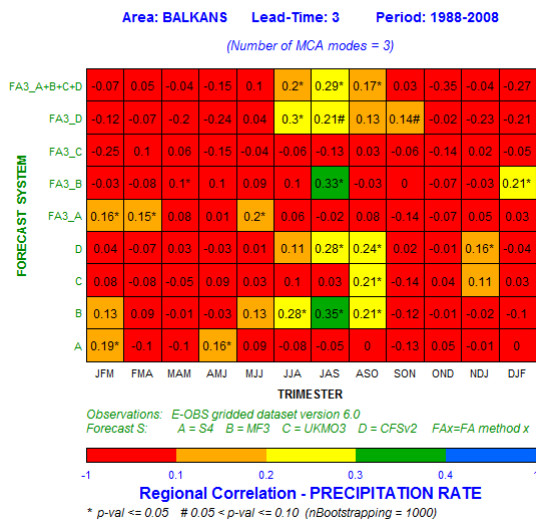 Area: BALKANS Lead-Time: 3 Period: 1988-2008
(Number of MCA modes = 3)
FORECAST SYSTEM
FA3_A+B+C+D -0.07 0.05 -0.04 -0.15 0.1 0.2* 0.29* 0.17* 0.03 -0.35 -0.04 -0.27
FA3_D -0.12 -0.07 -0.2 -0.24 0.04 0.3* 0.21# 0.13 0.14# -0.02 -0.23 -0.21
FA3_C -0.25 0.1 0.06 -0.15 -0.04 -0.06 -0.13 0.03 -0.06 -0.14 0.02 -0.05
FA3_B -0.03 -0.08 0.1* 0.1 0.09 0.1 0.33* -0.03 0 -0.07 -0.03 0.21*
FA3_A 0.16* 0.15* 0.08 0.01 0.2* 0.06 -0.02 0.08 -0.14 -0.07 0.05 0.03
D 0.04 -0.07 0.03 -0.03 0.01 0.11 0.28* 0.24* 0.02 -0.01 0.16* -0.04
C 0.08 -0.08 -0.05 0.09 0.03 0.1 0.03 0.21* -0.14 0.04 0.11 0.03
B 0.13 0.09 -0.01 -0.03 0.13 0.28* 0.35* 0.21* -0.12 -0.01 -0.02 -0.1
A 0.19* -0.1 -0.1 0.16* 0.09 -0.08 -0.05 0 -0.13 0.05 -0.01 0
JFM FMA MAM AMJ MJJ JJA JAS ASO SON OND NDJ DJF
TRIMESTER
Observations: E-OBS gridded dataset version 6.0
Forecast S: A = S4 B = MF3 C = UKMO3 D = CFSv2 FAx=FA method x
-1 0.1 0.2 0.3 0.4 1
Regional Correlation - PRECIPITATION RATE
* p-val <= 0.05 # 0.05 < p-val <= 0.10 (nBootstrapping = 1000)